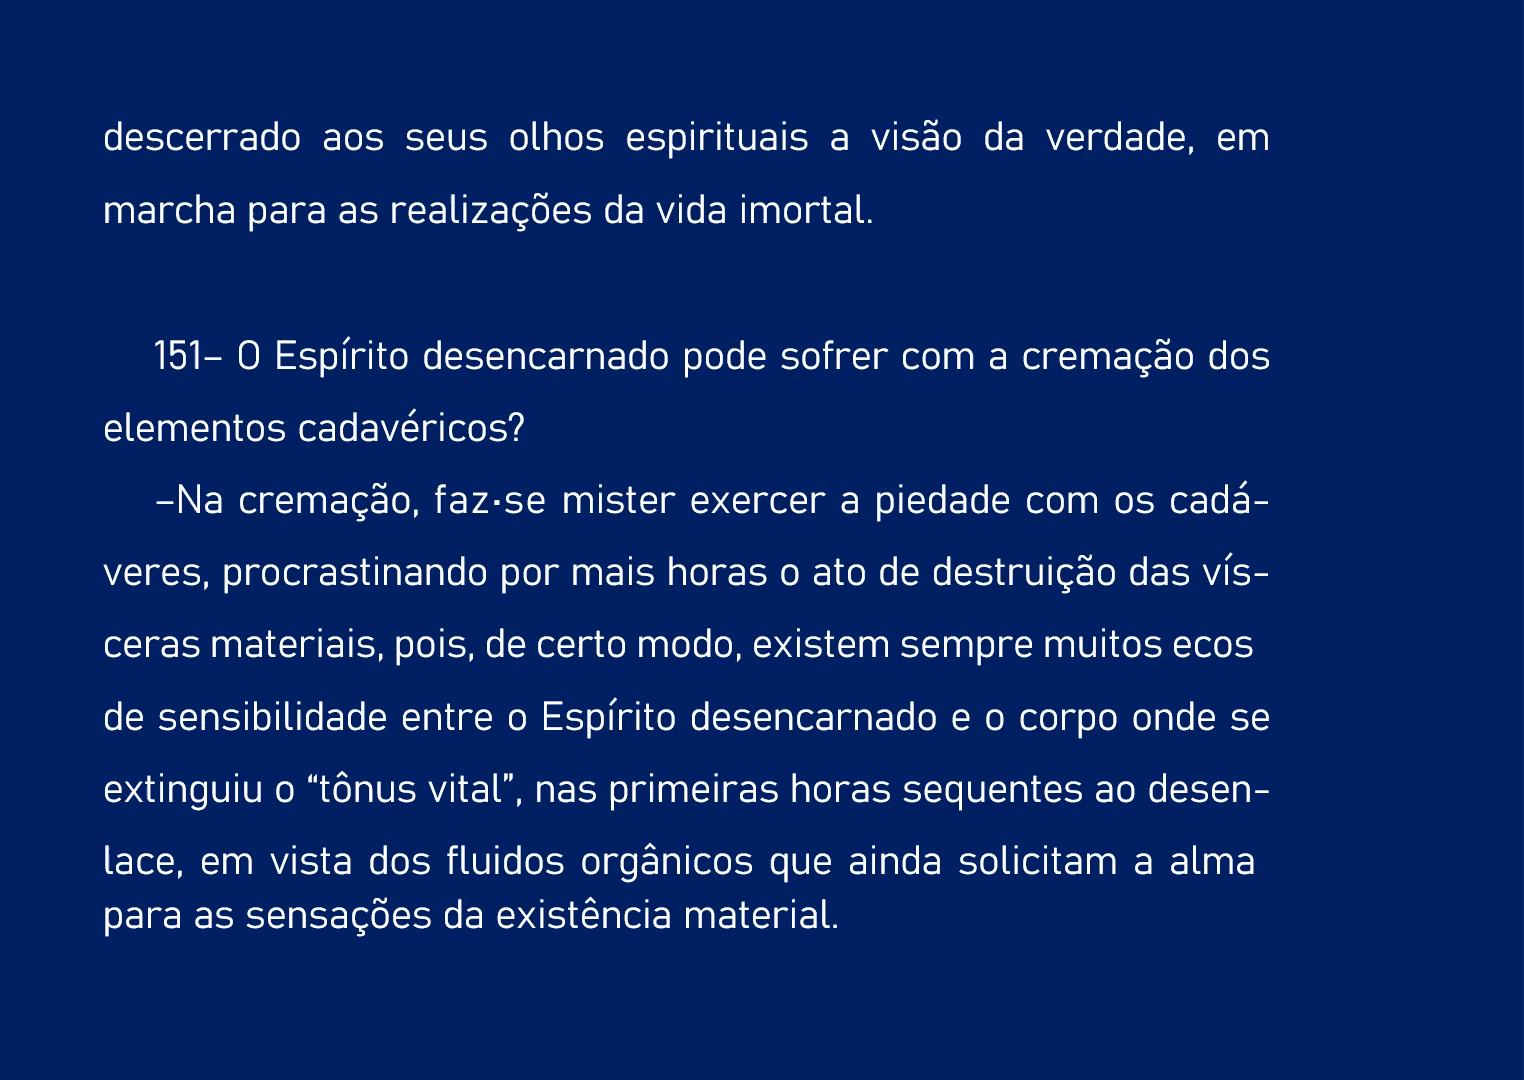 descerrado aos seus olhos espirituais a visão da verdade, em
marcha para as realizações da vida imortal.
151– O Espírito desencarnado pode sofrer com a cremação dos
elementos cadavéricos?
–Na cremação, faz·se mister exercer a piedade com os cadá-
veres, procrastinando por mais horas o ato de destruição das vís-
ceras materiais, pois, de certo modo, existem sempre muitos ecos
de sensibilidade entre o Espírito desencarnado e o corpo onde se
extinguiu o “tônus vital”, nas primeiras horas sequentes ao desen-
lace, em vista dos fluidos orgânicos que ainda solicitam a alma
para as sensações da existência material.